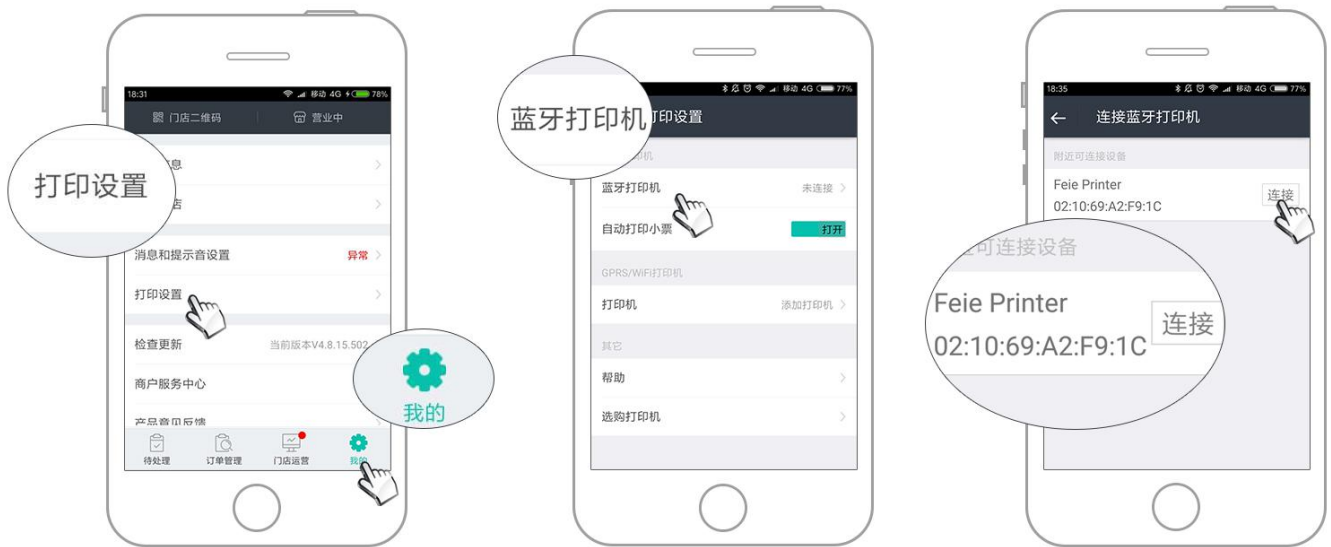 18:31
移动 4G
78%
门店二维码
营业中
息
打印设置
店
消息和提示音设置
异常
打印设置
检查更新
当前版本V4.8.15.502
商户服务中心
产品意见反馈
我的
待处理
订单管理
门店运营
我的
移动 4G
77%
蓝牙打印机
打印设置
印机
蓝牙打印机
未连接
自动打印小票
打开
GPRS/WiFi打印机
打印机
添加打印机
其它
帮助
选购打印机
18:35
移动 4G
77%
连接蓝牙打印机
附近可连接设备
Feie Printer
02:10:69:A2:F9:1C
连接
近可连接设备
Feie Printer
02:10:69:A2:F9:1C
连接